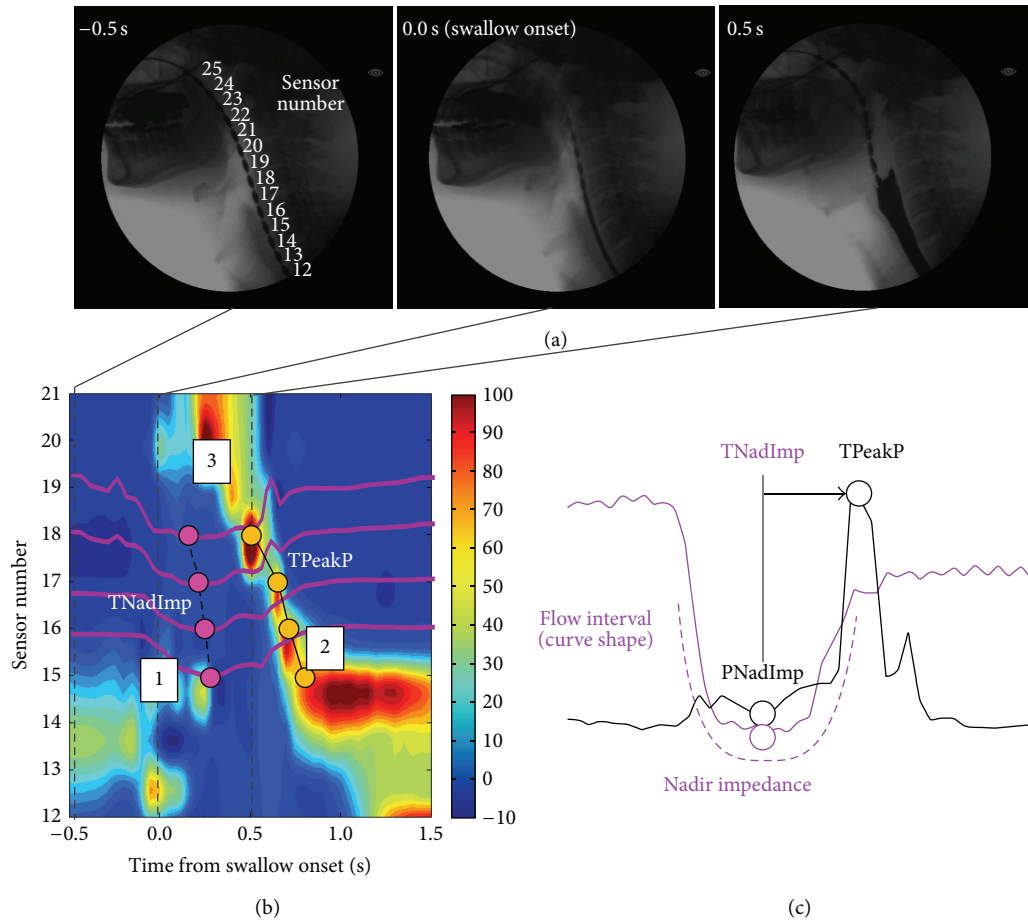 −0.5 s
25
24
23
22
21
20
19
18
17
16
15
14
13
12
Sensor
number
0.0 s (swallow onset)
0.5 s
(a)
21
20
19
18
17
16
15
14
13
12
Sensor number
−0.5
0.0
0.5
1.0
1.5
Time from swallow onset (s)
3
TPeakP
TNadImp
2
1
100
90
80
70
60
50
40
30
20
10
0
−10
(b)
TNadImp
TPeakP
Flow interval
(curve shape)
PNadImp
Nadir impedance
(c)